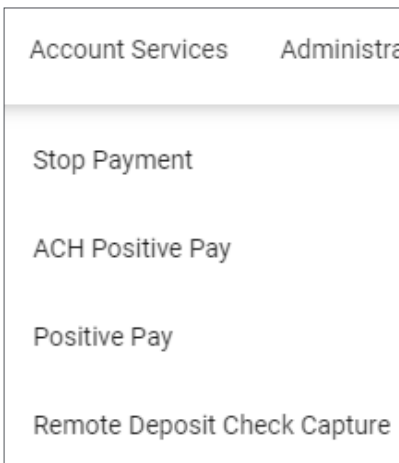 Account Services Administra
Stop Payment
ACH Positive Pay
Positive Pay
Remote Deposit Check Capture